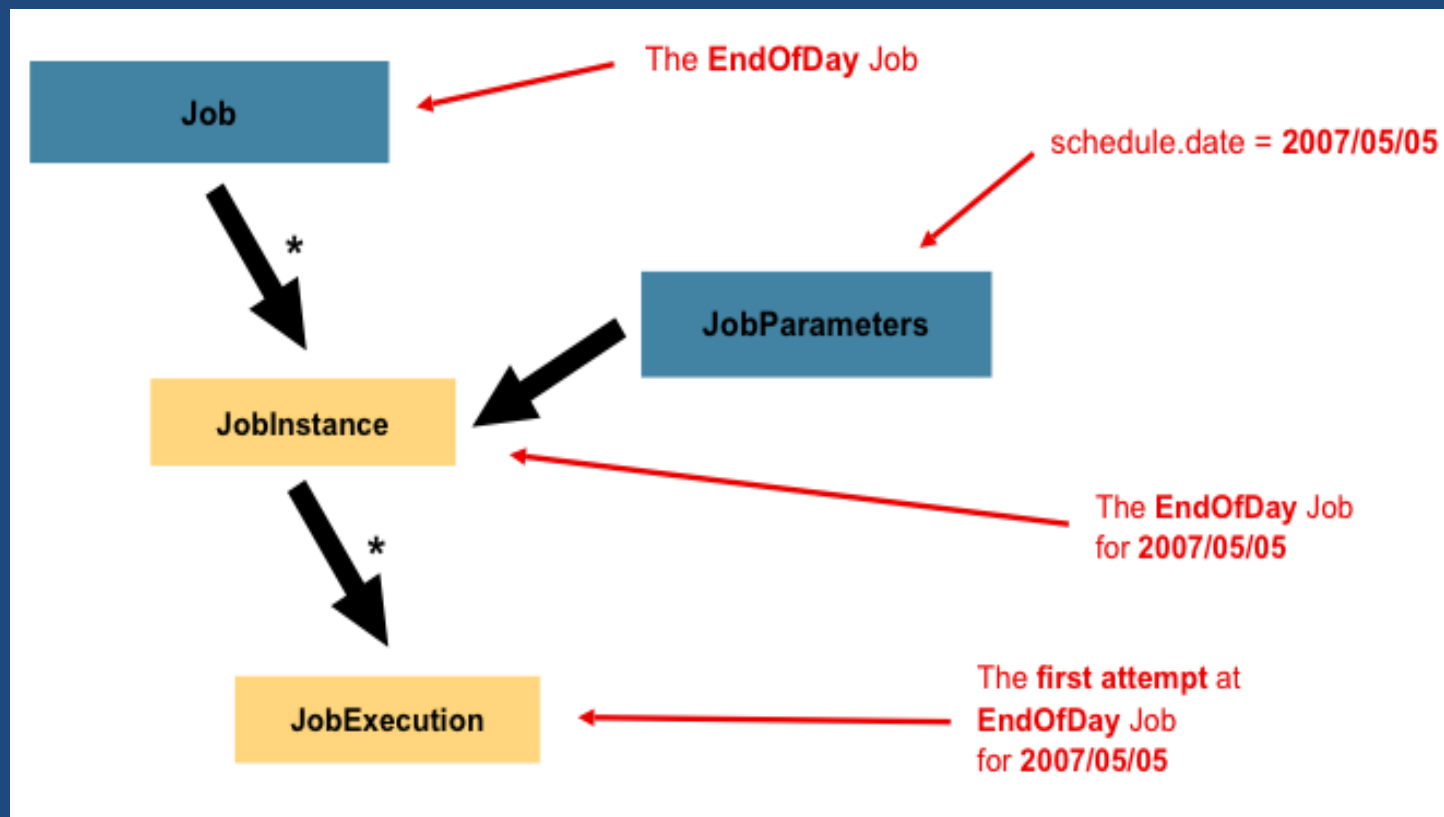 The EndOfDay Job
Job
schedule.date = 2007/05/05
*
JobParameters
JobInstance
The EndOfDay Job
for 2007/05/05
*
The first attempt at
EndOfDay Job
for 2007/05/05
JobExecution